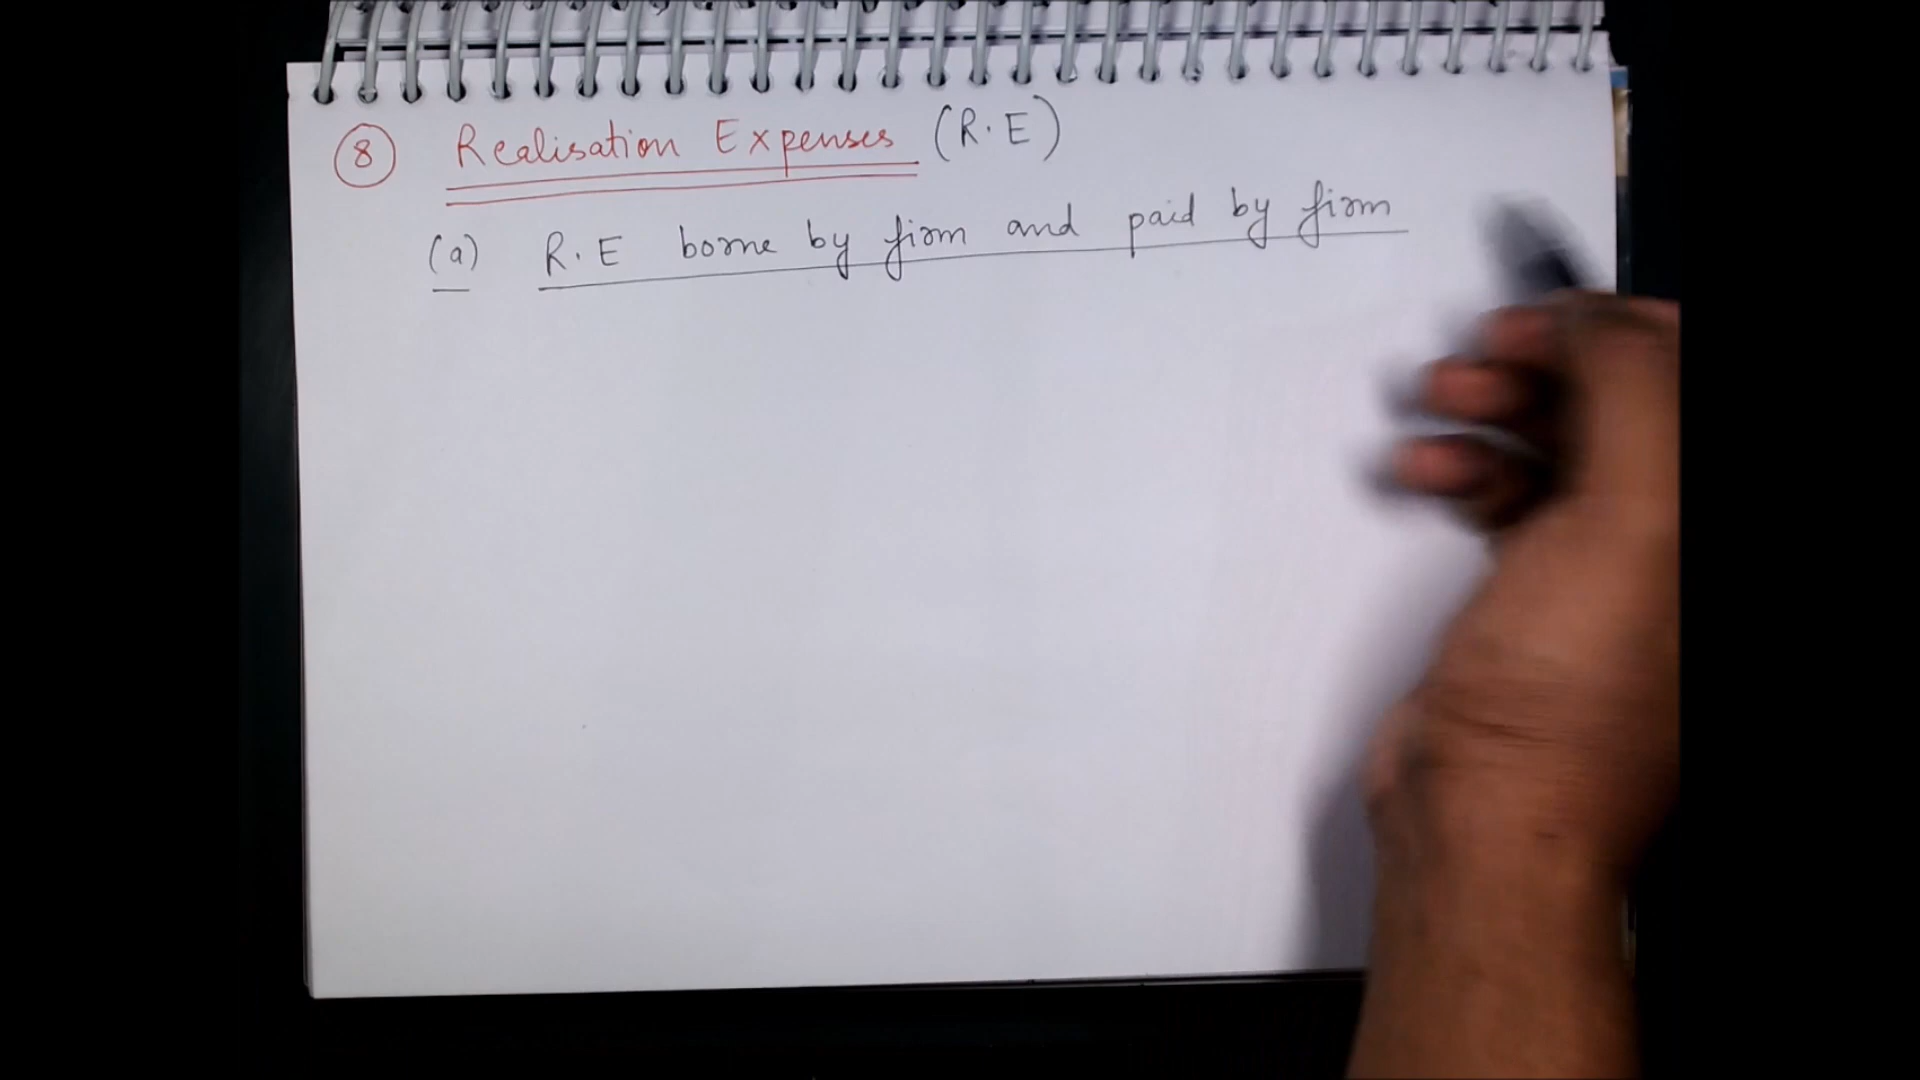 8 Realisation Expenses (R.E)
(a) R.E borne by firm and paid by firm